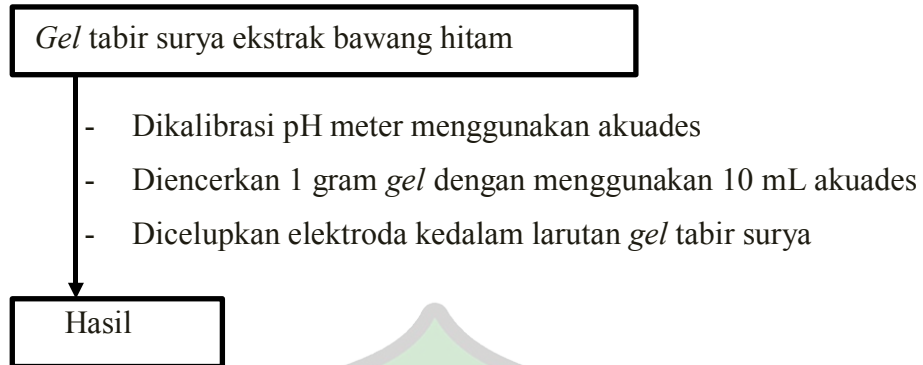 Gel tabir surya ekstrak bawang hitam
- Dikalibrasi pH meter menggunakan akuades
- Diencerkan 1 gram gel dengan menggunakan 10 mL akuades
- Dicelupkan elektroda kedalam larutan gel tabir surya
Hasil